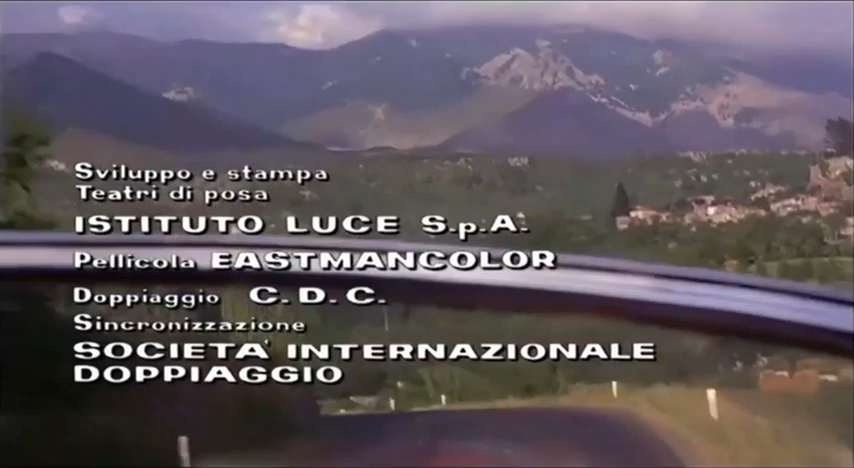 Sviluppo e stampa
Teatri di posa
ISTITUTO LUCE S.p.A.
Pellicola EASTMANCOLOR
Doppiaggio C. D. C.
Sincronizzazione
SOCIETA' INTERNAZIONALE
DOPPIAGGIO